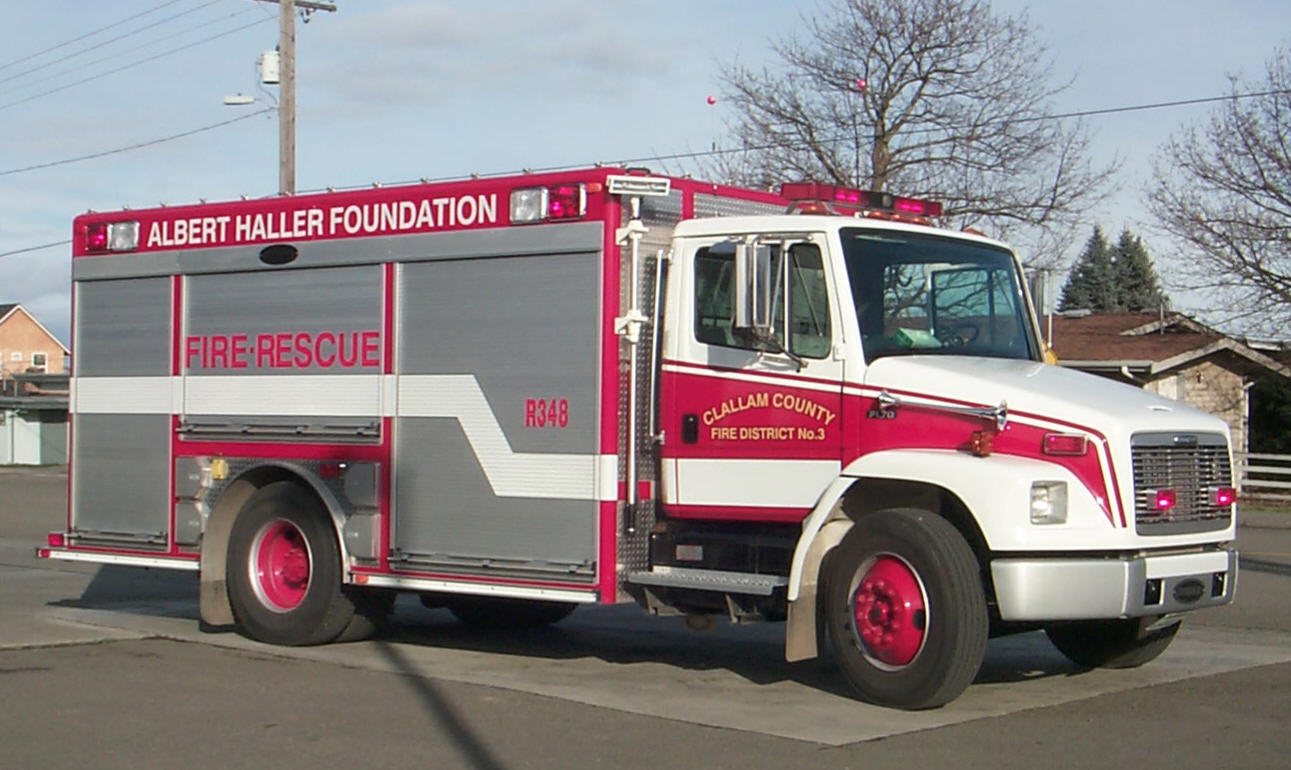 ALBERT HALLER FOUNDATION
FIRE·RESCUE
R348
CLALLAM COUNTY
FIRE DISTRICT No.3
FL70